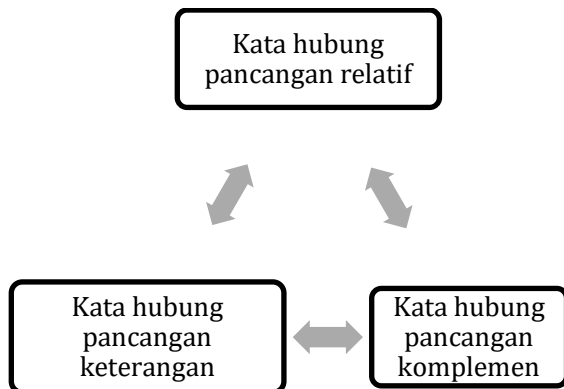 Kata hubung
pancangan relatif
Kata hubung
pancangan
keterangan
Kata hubung
pancangan
komplemen